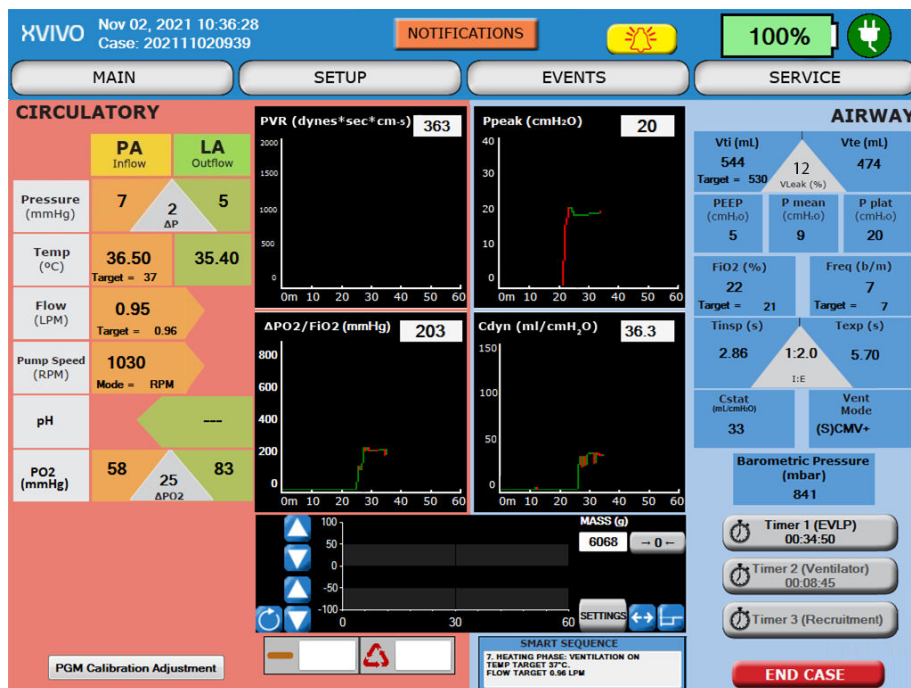 XVIVO
Nov 02, 2021 10:36:28
Case: 202111020939
NOTIFICATIONS
100%
MAIN
SETUP
EVENTS
SERVICE
CIRCULATORY
PA
Inflow
LA
Outflow
Pressure
(mmHg)
7
2
ΔP
5
Temp
(ºC)
36.50
Target = 37
35.40
Flow
(LPM)
0.95
Target = 0.96
Pump Speed
(RPM)
1030
Mode = RPM
pH
---
PO2
(mmHg)
58
25
ΔPO2
83
PGM Calibration Adjustment
PVR (dynes*sec*cm-5)
363
2000
1500
1000
500
0
0m 10 20 30 40 50 60
Ppeak (cmH2O)
20
40
30
20
10
0
0m 10 20 30 40 50 60
ΔPO2/FiO2 (mmHg)
203
800
600
400
200
0
0m 10 20 30 40 50 60
Cdyn (ml/cmH2O)
36.3
150
100
50
0
0m 10 20 30 40 50 60
100
50
0
-50
-100
0 30 60
MASS (g)
6068
→0←
SETTINGS
SMART SEQUENCE
7. HEATING PHASE: VENTILATION ON
TEMP TARGET 37°C.
FLOW TARGET 0.96 LPM
AIRWAY
Vti (mL)
544
Target = 530
12
VLeak (%)
Vte (mL)
474
PEEP
(cmH2O)
5
P mean
(cmH2O)
9
P plat
(cmH2O)
20
FiO2 (%)
22
Target = 21
Freq (b/m)
7
Target = 7
Tinsp (s)
2.86
1:2.0
I:E
Texp (s)
5.70
Cstat
(mL/cmH2O)
33
Vent
Mode
(S)CMV+
Barometric Pressure
(mbar)
841
Timer 1 (EVLP)
00:34:50
Timer 2 (Ventilator)
00:08:45
Timer 3 (Recruitment)
END CASE